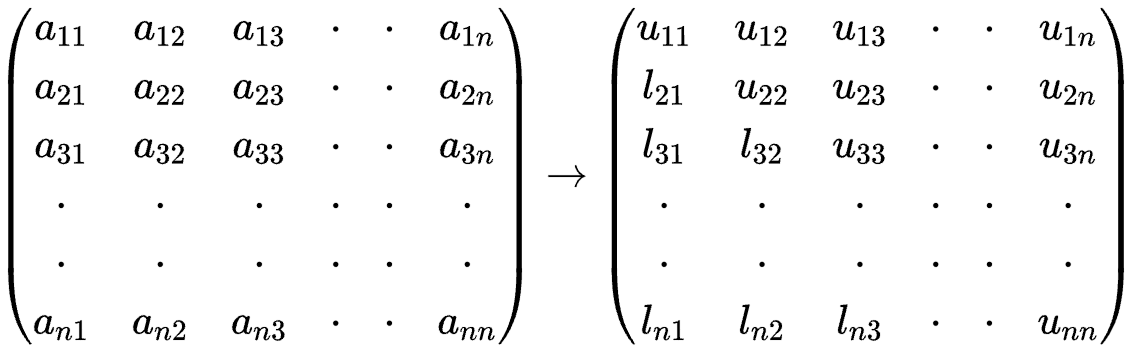 a₁₁ a₁₂ a₁₃ · · a₁ₙ u₁₁ u₁₂ u₁₃ · · u₁ₙ
a₂₁ a₂₂ a₂₃ · · a₂ₙ l₂₁ u₂₂ u₂₃ · · u₂ₙ
a₃₁ a₃₂ a₃₃ · · a₃ₙ → l₃₁ l₃₂ u₃₃ · · u₃ₙ
· · · · · · · · · · · ·
· · · · · · · · · · · ·
aₙ₁ aₙ₂ aₙ₃ · · aₙₙ lₙ₁ lₙ₂ lₙ₃ · · uₙₙ